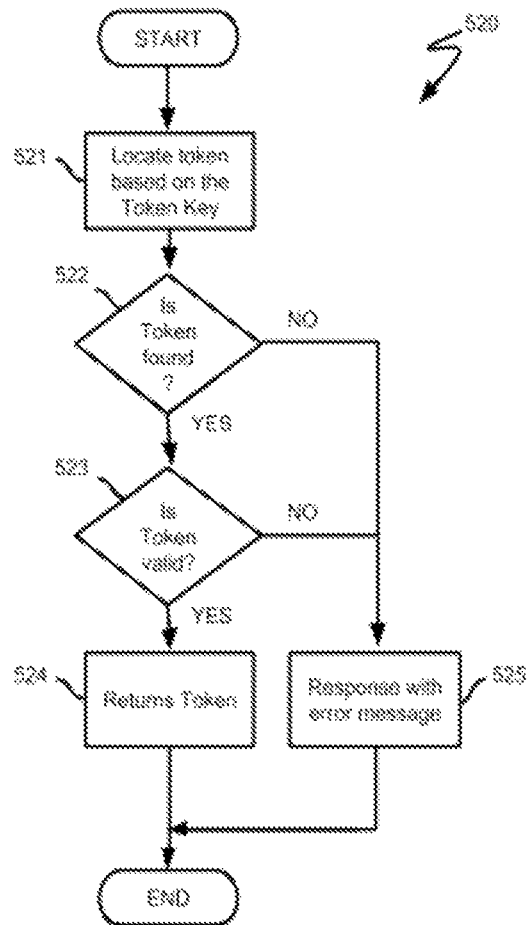 START
520
521
Locate token
based on the
Token Key
522
Is
Token
found
?
NO
YES
523
Is
Token
valid?
NO
YES
524
Returns Token
Response with
error message
525
END